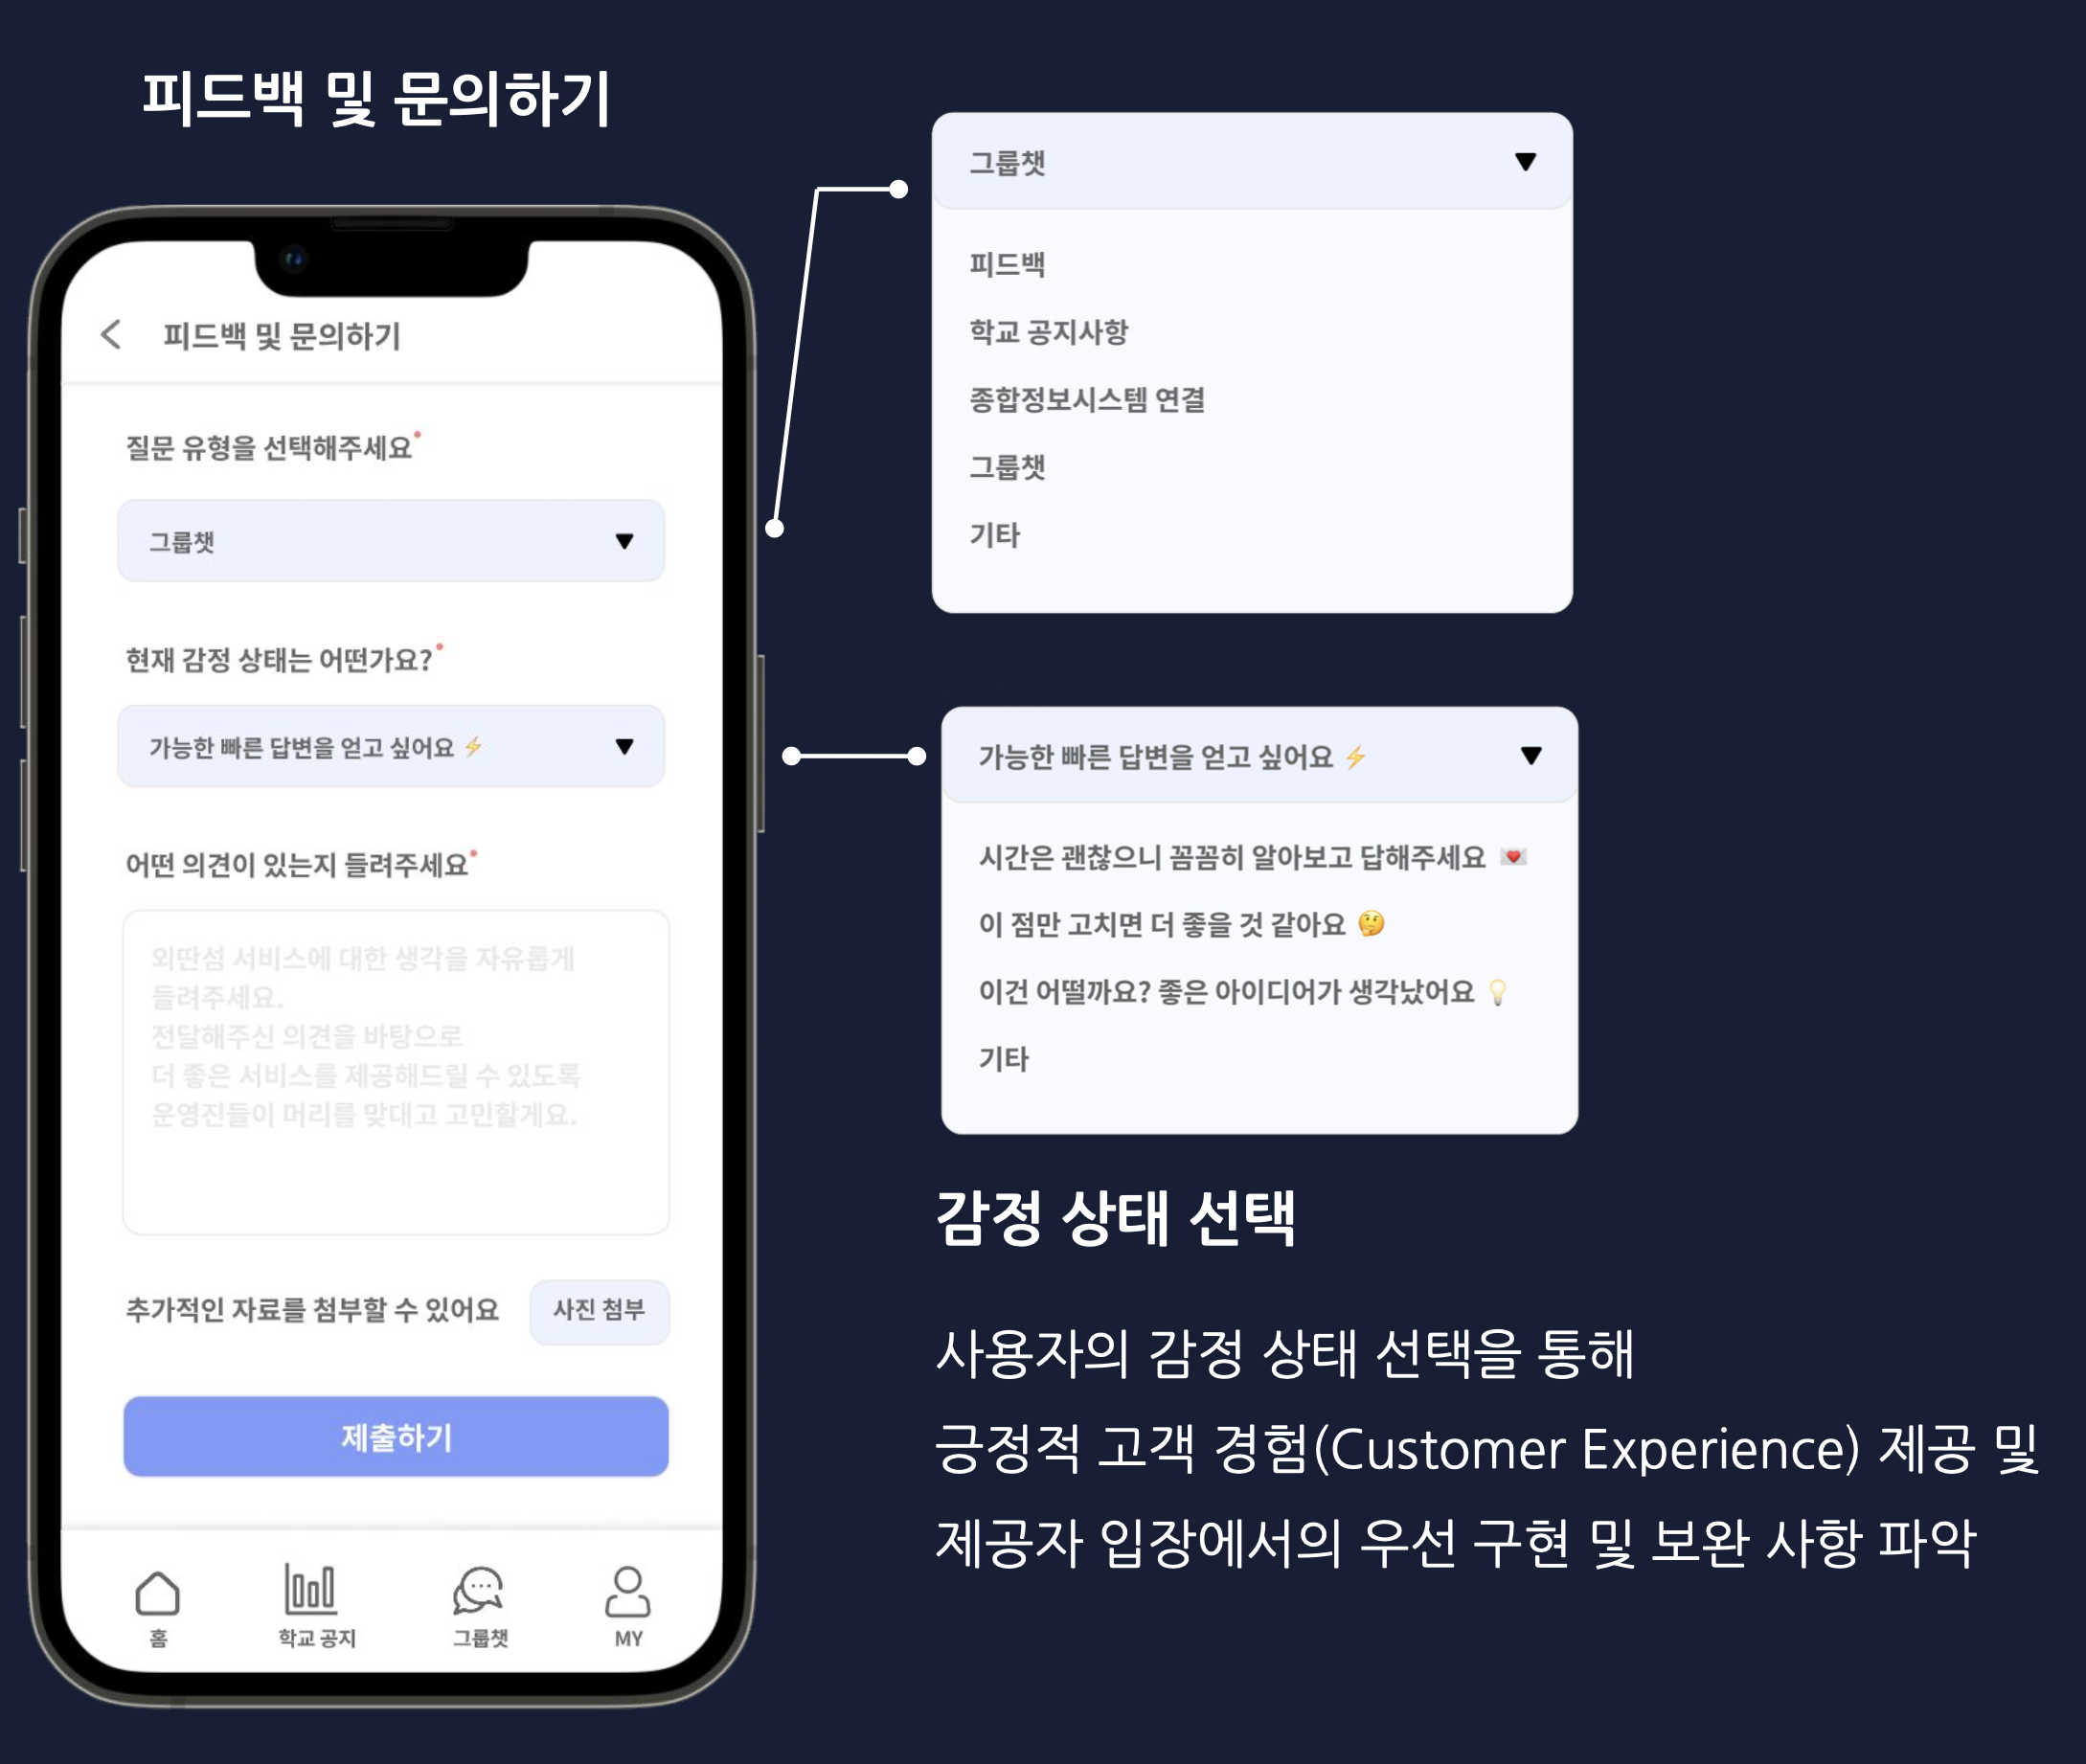 피드백 및 문의하기
피드백 및 문의하기
질문 유형을 선택해주세요
그룹챗
현재 감정 상태는 어떤가요?
가능한 빠른 답변을 얻고 싶어요 ⚡
어떤 의견이 있는지 들려주세요
외딴섬 서비스에 대한 생각을 자유롭게
들려주세요.
전달해주신 의견을 바탕으로
더 좋은 서비스를 제공해드릴 수 있도록
운영진들이 머리를 맞대고 고민할게요.
추가적인 자료를 첨부할 수 있어요
사진 첨부
제출하기
홈
학교 공지
그룹챗
MY
그룹챗
피드백
학교 공지사항
종합정보시스템 연결
그룹챗
기타
가능한 빠른 답변을 얻고 싶어요 ⚡
시간은 괜찮으니 꼼꼼히 알아보고 답해주세요 💌
이 점만 고치면 더 좋을 것 같아요 🤔
이건 어떨까요? 좋은 아이디어가 생각났어요 💡
기타
감정 상태 선택
사용자의 감정 상태 선택을 통해
긍정적 고객 경험(Customer Experience) 제공 및
제공자 입장에서의 우선 구현 및 보완 사항 파악